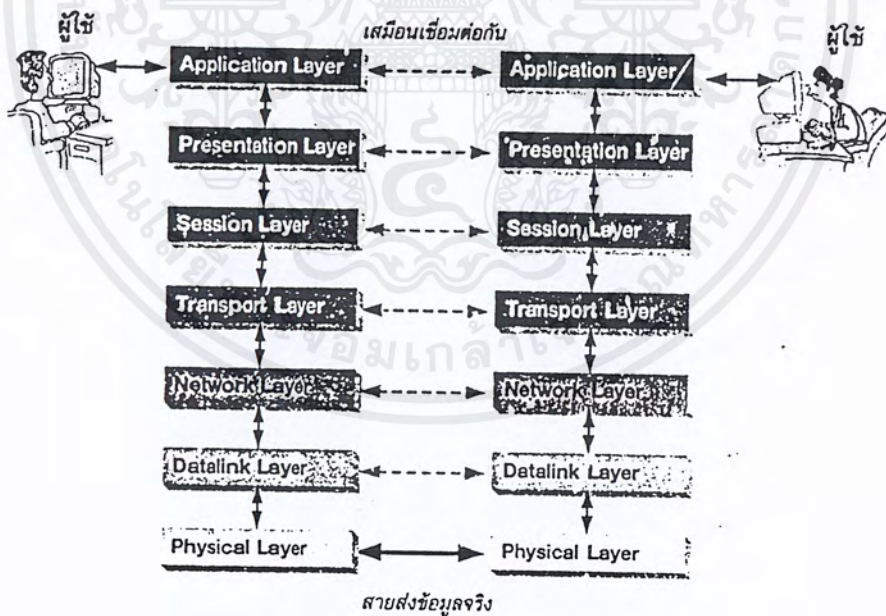 ผู้ใช้
เสมือนเชื่อมต่อกัน
ผู้ใช้
Application Layer
Application Layer
Presentation Layer
Presentation Layer
Session Layer
Session Layer
Transport Layer
Transport Layer
Network Layer
Network Layer
Datalink Layer
Datalink Layer
Physical Layer
Physical Layer
สายส่งข้อมูลจริง